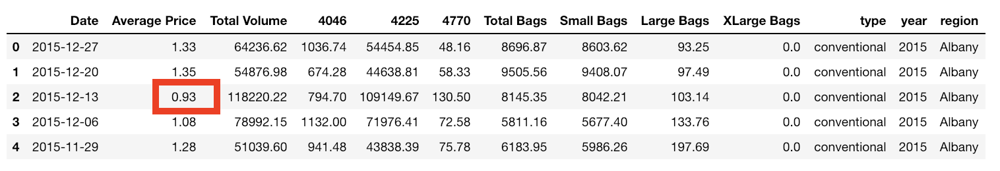 Date Average Price Total Volume 4046 4225 4770 Total Bags Small Bags Large Bags XLarge Bags type year region
0 2015-12-27 1.33 64236.62 1036.74 54454.85 48.16 8696.87 8603.62 93.25 0.0 conventional 2015 Albany
1 2015-12-20 1.35 54876.98 674.28 44638.81 58.33 9505.56 9408.07 97.49 0.0 conventional 2015 Albany
2 2015-12-13 0.93 118220.22 794.70 109149.67 130.50 8145.35 8042.21 103.14 0.0 conventional 2015 Albany
3 2015-12-06 1.08 78992.15 1132.00 71976.41 72.58 5811.16 5677.40 133.76 0.0 conventional 2015 Albany
4 2015-11-29 1.28 51039.60 941.48 43838.39 75.78 6183.95 5986.26 197.69 0.0 conventional 2015 Albany